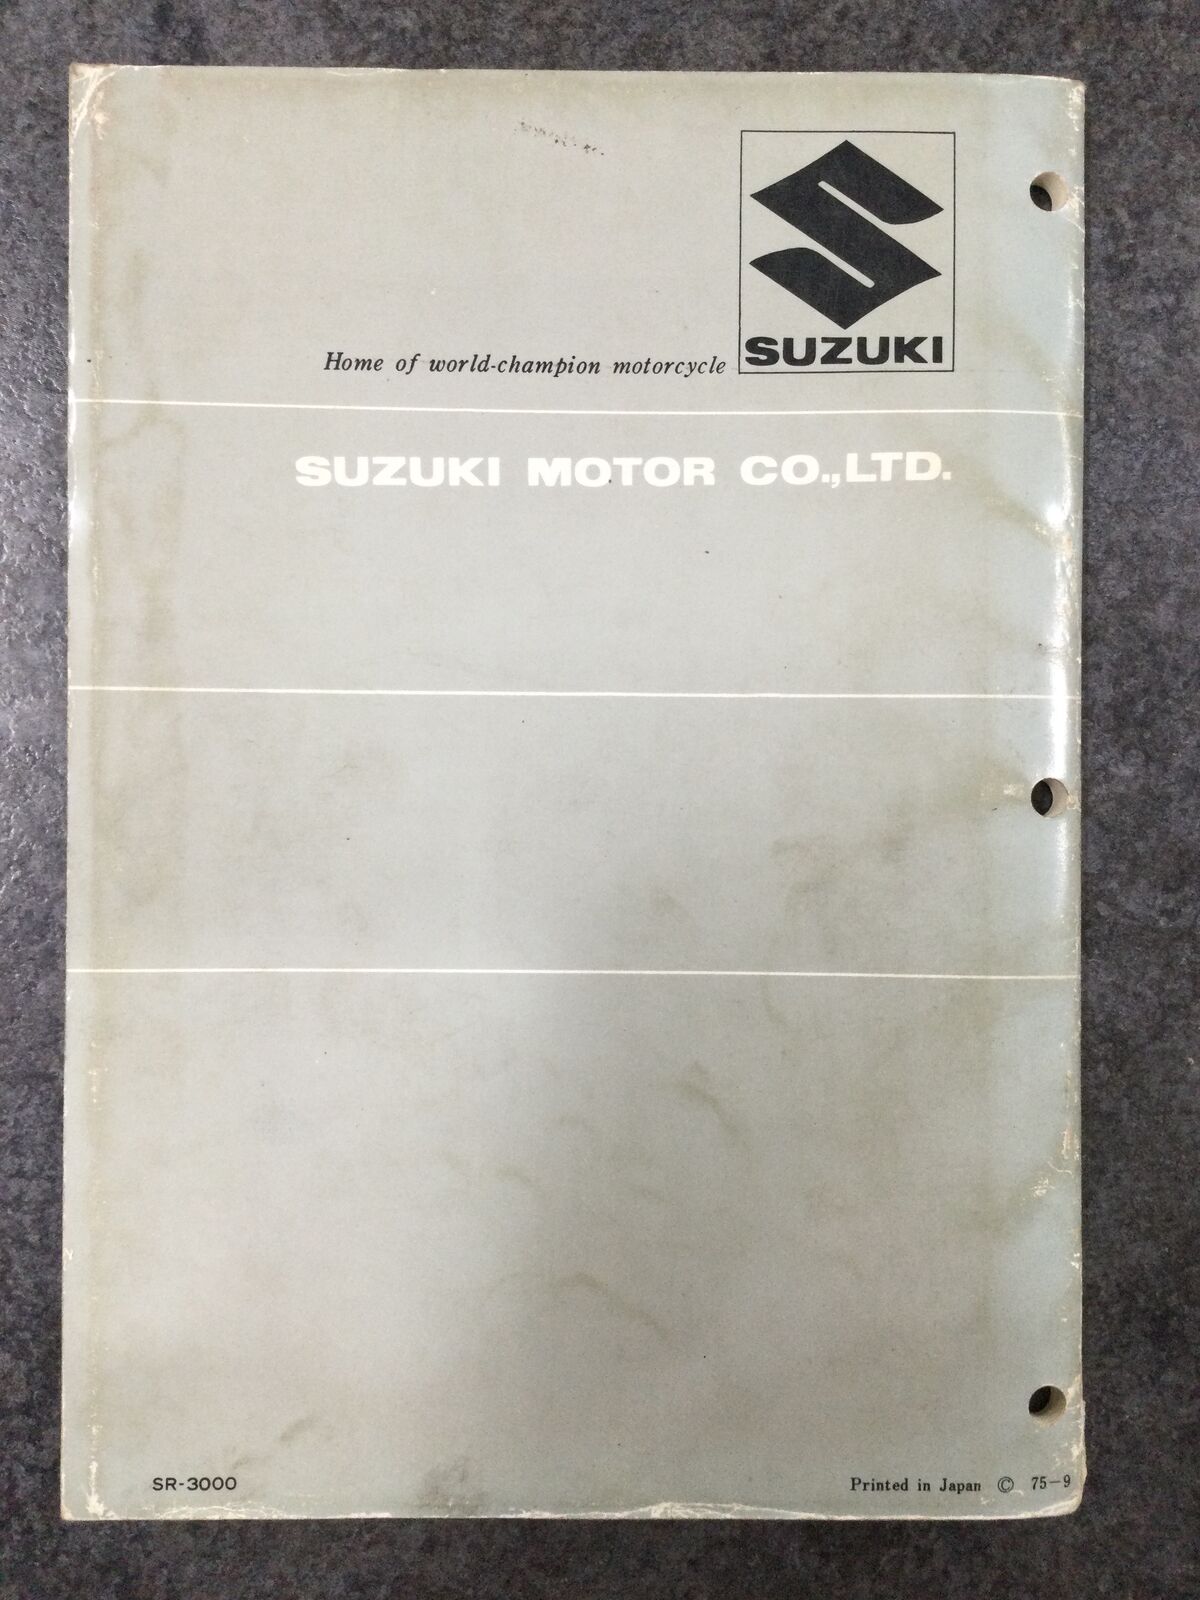 SUZUKI
Home of world-champion motorcycle
SUZUKI MOTOR CO.,LTD.
SR-3000
Printed in Japan © 75-9